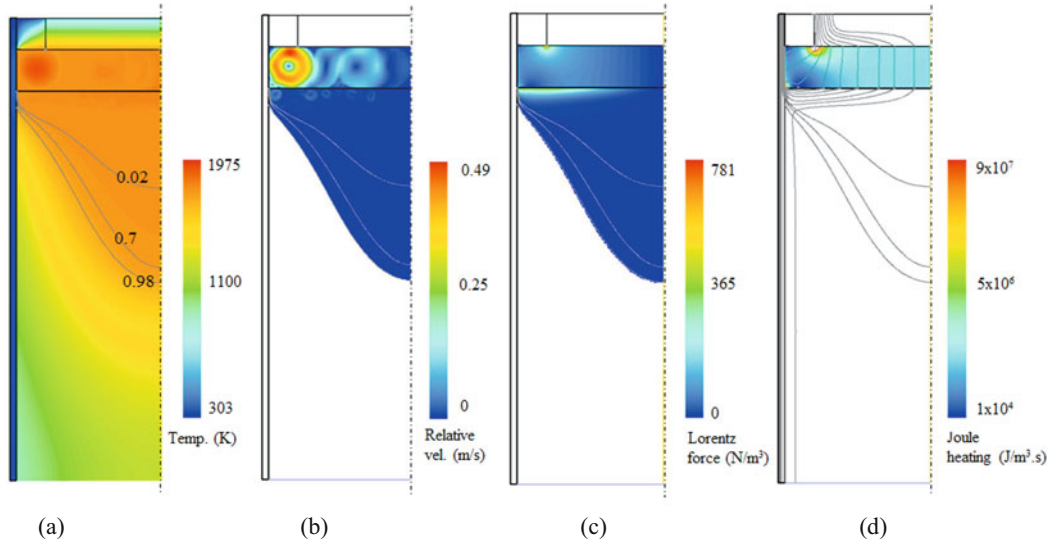 0.02
0.7
0.98
1975
1100
303
Temp. (K)
0.49
0.25
0
Relative
vel. (m/s)
781
365
0
Lorentz
force (N/m³)
9x10⁷
5x10⁶
1x10⁴
Joule
heating (J/m³.s)
(a)
(b)
(c)
(d)